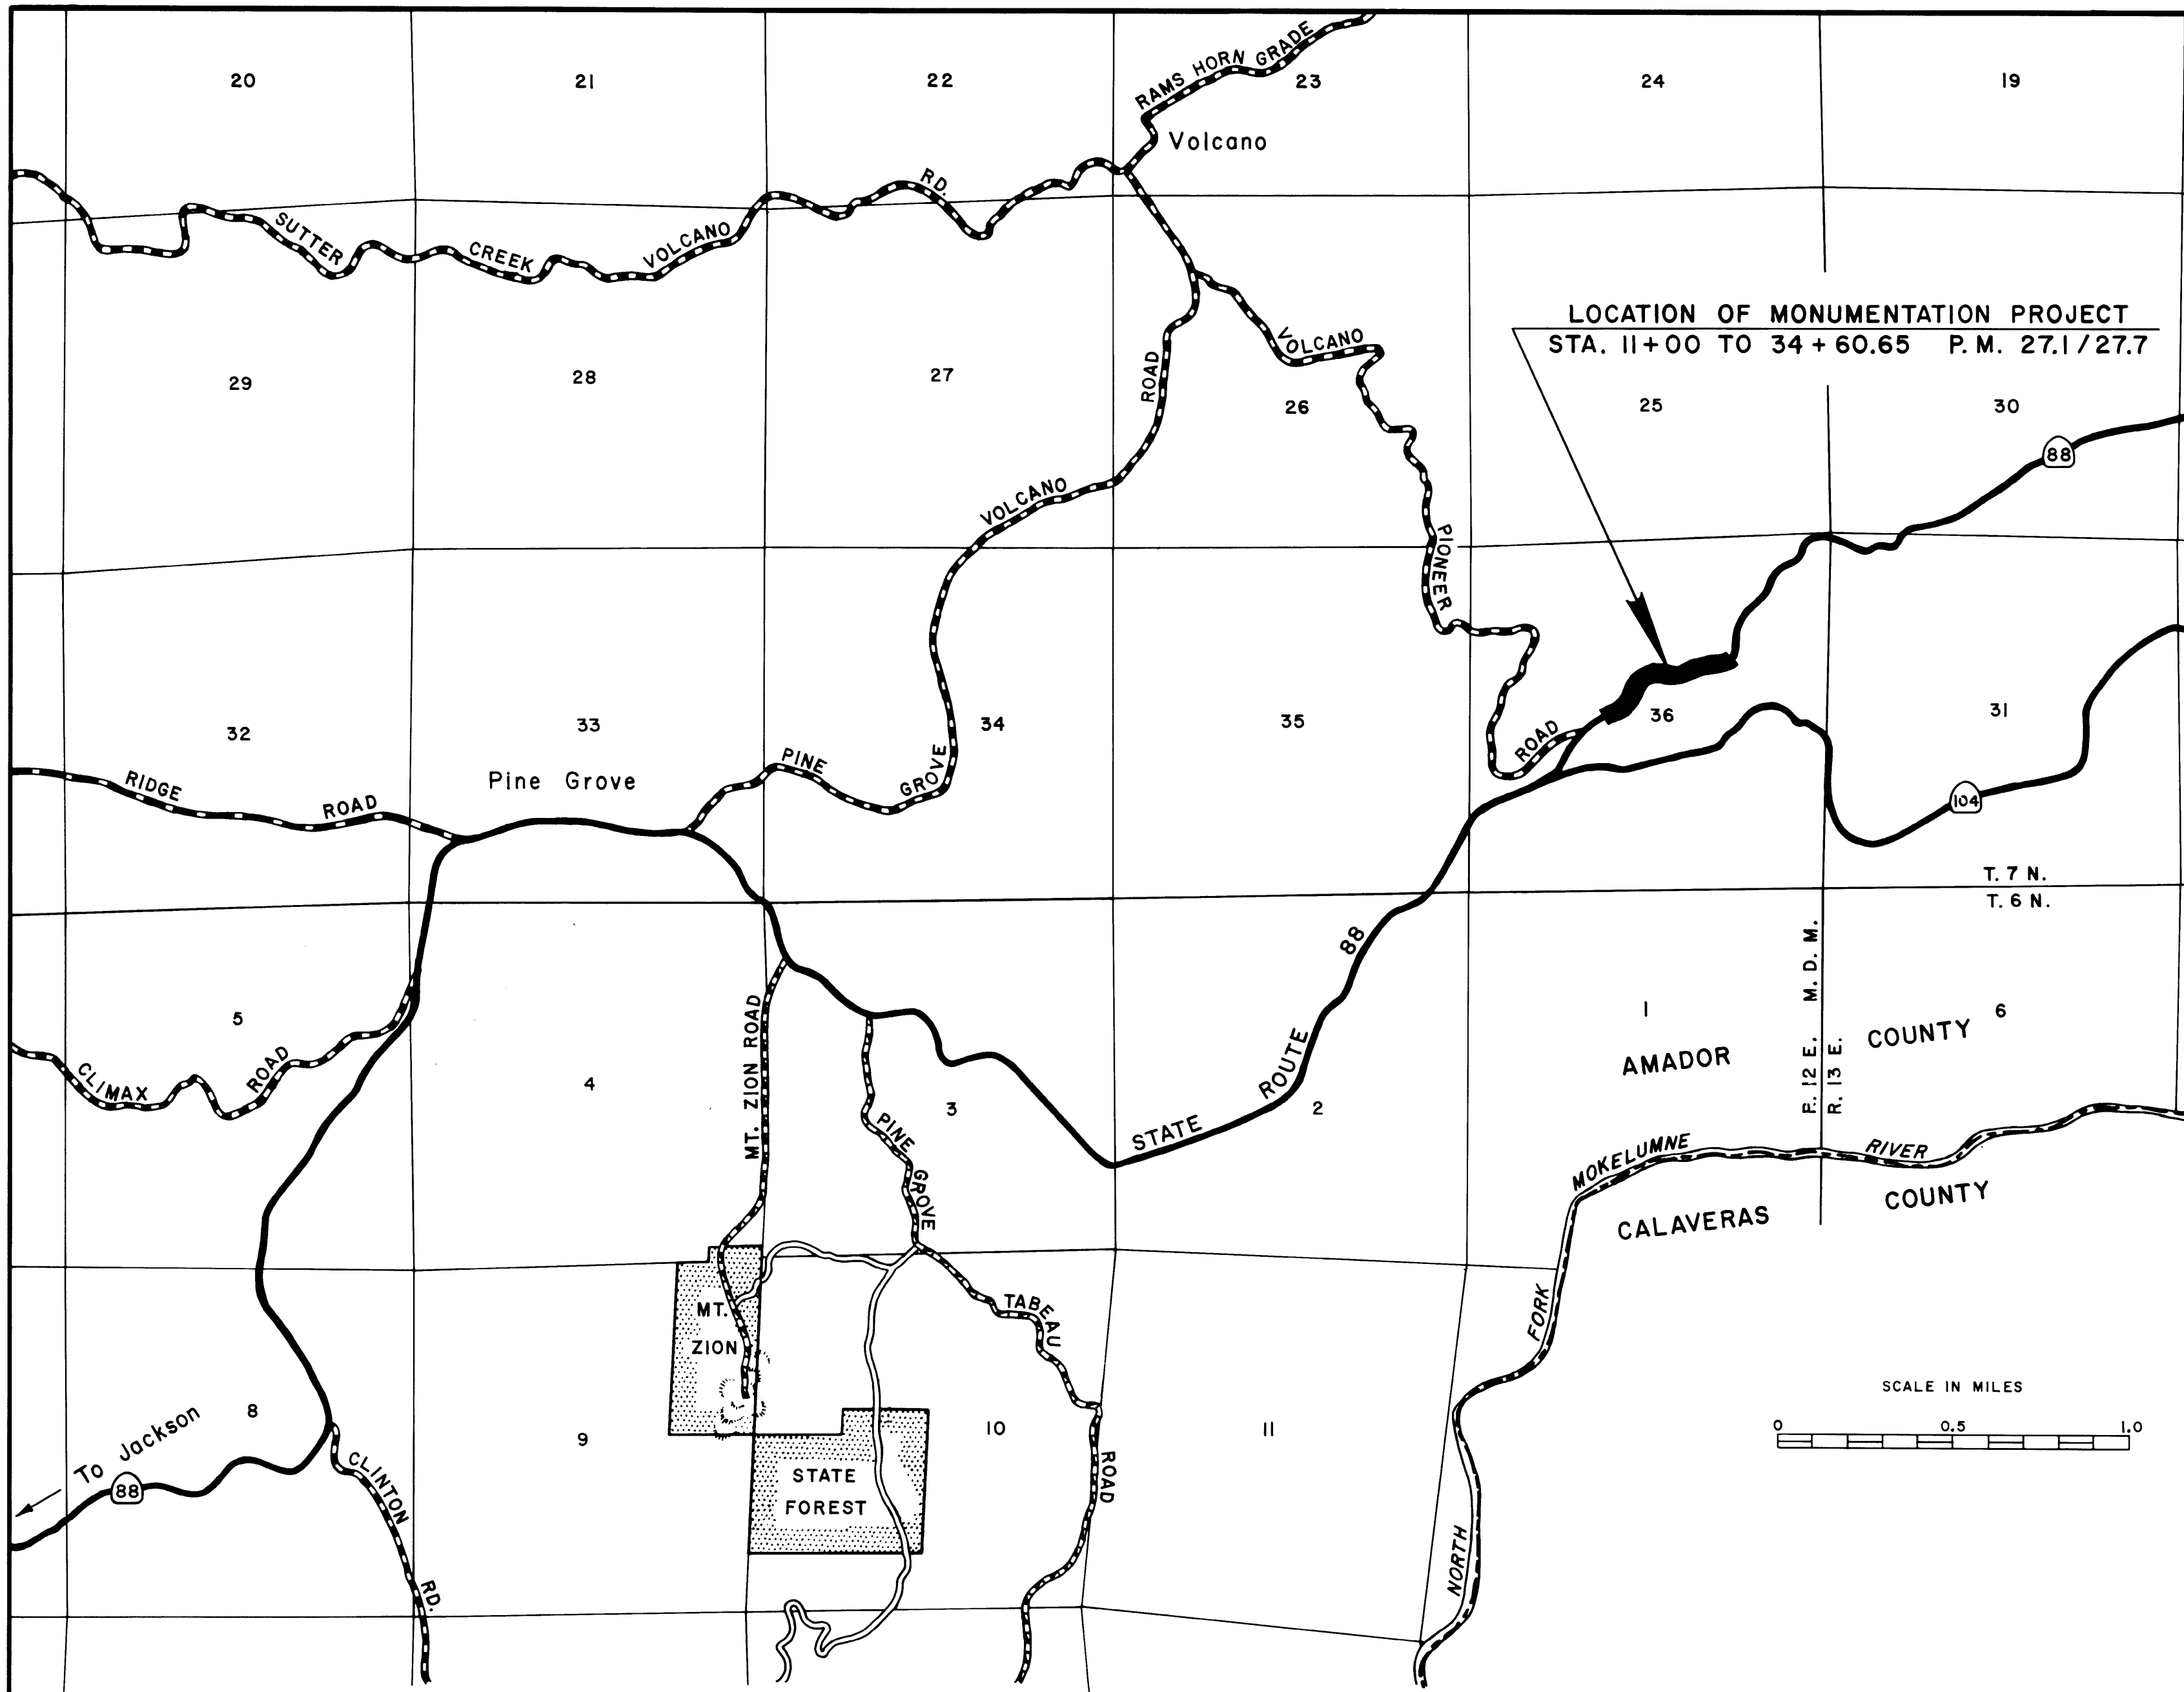 20 21 22 23 24 19
RAMS HORN GRADE
Volcano
SUTTER CREEK VOLCANO RD.
LOCATION OF MONUMENTATION PROJECT
STA. 11+00 TO 34+60.65 P.M. 27.1/27.7
29 28 27 26 25 30
VOLCANO
PIONEER
ROAD
88
PINE
GROVE
VOLCANO
ROAD
32 33 34 35 36 31
RIDGE ROAD
Pine Grove
104
T. 7 N.
T. 6 N.
R. 12 E. M. D. M.
R. 13 E.
5 4 3 2 1 6
CLIMAX ROAD
MT. ZION ROAD
STATE ROUTE 88
AMADOR COUNTY
CALAVERAS COUNTY
NORTH FORK MOKELUMNE RIVER
PINE GROVE
TABEAU
ROAD
MT.
ZION
STATE
FOREST
8 9 10 11
To Jackson
88
CLINTON RD.
SCALE IN MILES
0 0.5 1.0